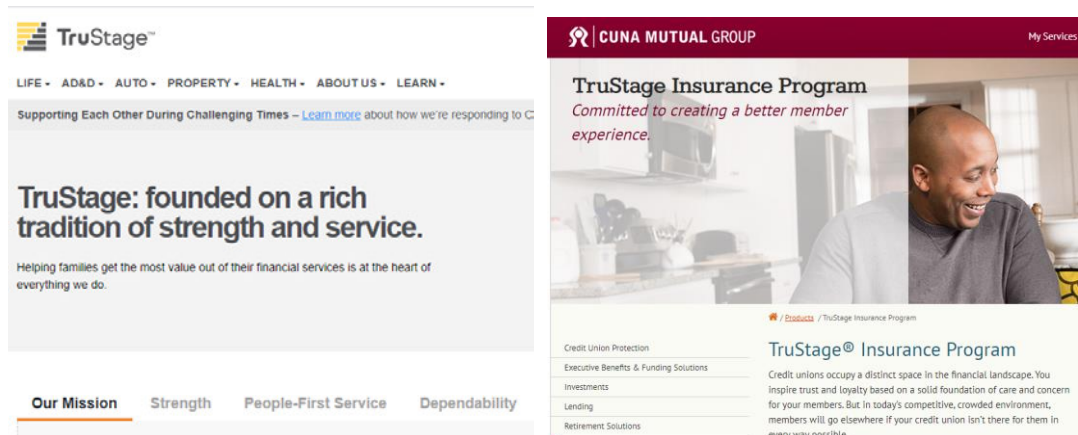 TruStage™
LIFE AD&D AUTO PROPERTY HEALTH ABOUT US LEARN
Supporting Each Other During Challenging Times – Learn more about how we're responding to C
TruStage: founded on a rich
tradition of strength and service.
Helping families get the most value out of their financial services is at the heart of
everything we do.
Our Mission Strength People-First Service Dependability
CUNA MUTUAL GROUP
My Services
TruStage Insurance Program
Committed to creating a better member
experience.
/ Products / TruStage Insurance Program
Credit Union Protection
Executive Benefits & Funding Solutions
Investments
Lending
Retirement Solutions
TruStage® Insurance Program
Credit unions occupy a distinct space in the financial landscape. You
inspire trust and loyalty based on a solid foundation of care and concern
for your members. But in today's competitive, crowded environment,
members will go elsewhere if your credit union isn't there for them in
every way possible.